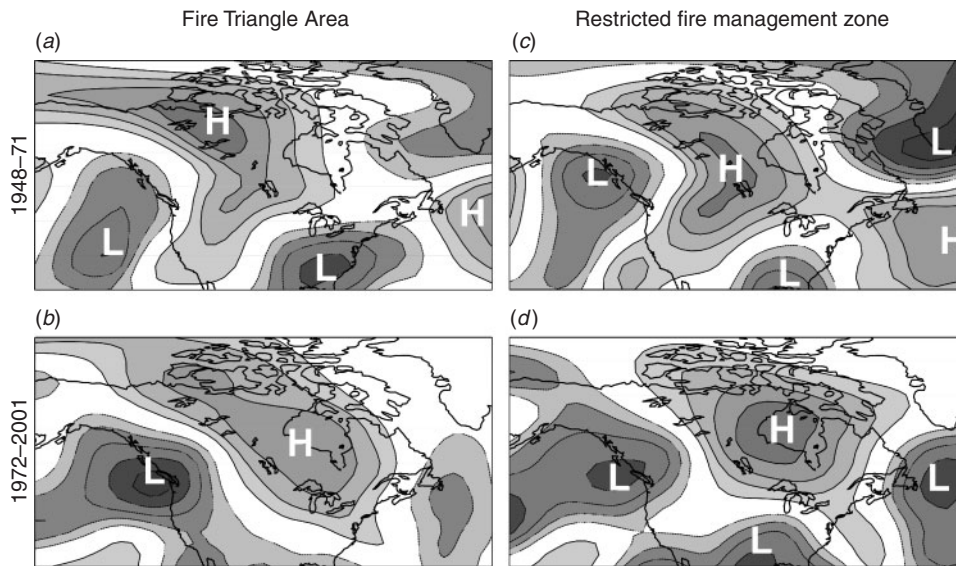 Fire Triangle Area
Restricted fire management zone
(a)
(c)
1948–71
H
L
H
L
L
H
L
H
L
(b)
(d)
1972–2001
H
L
H
L
L
L